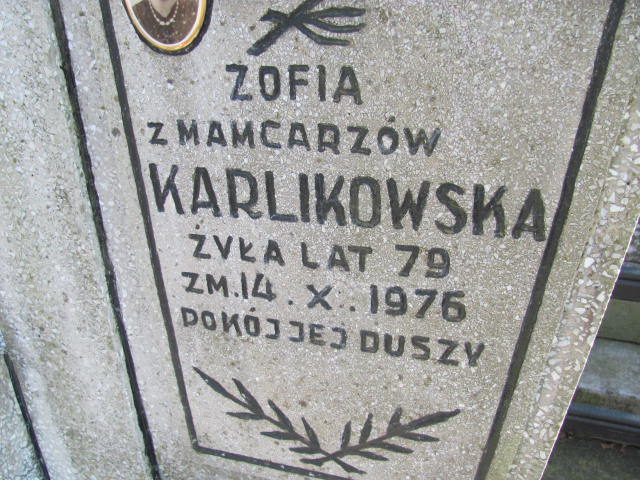 ZOFIA
Z MAMCARZÓW
KARLIKOWSKA
ŻYŁA LAT 79
ZM. 14. X. 1976
POKÓJ JEJ DUSZY